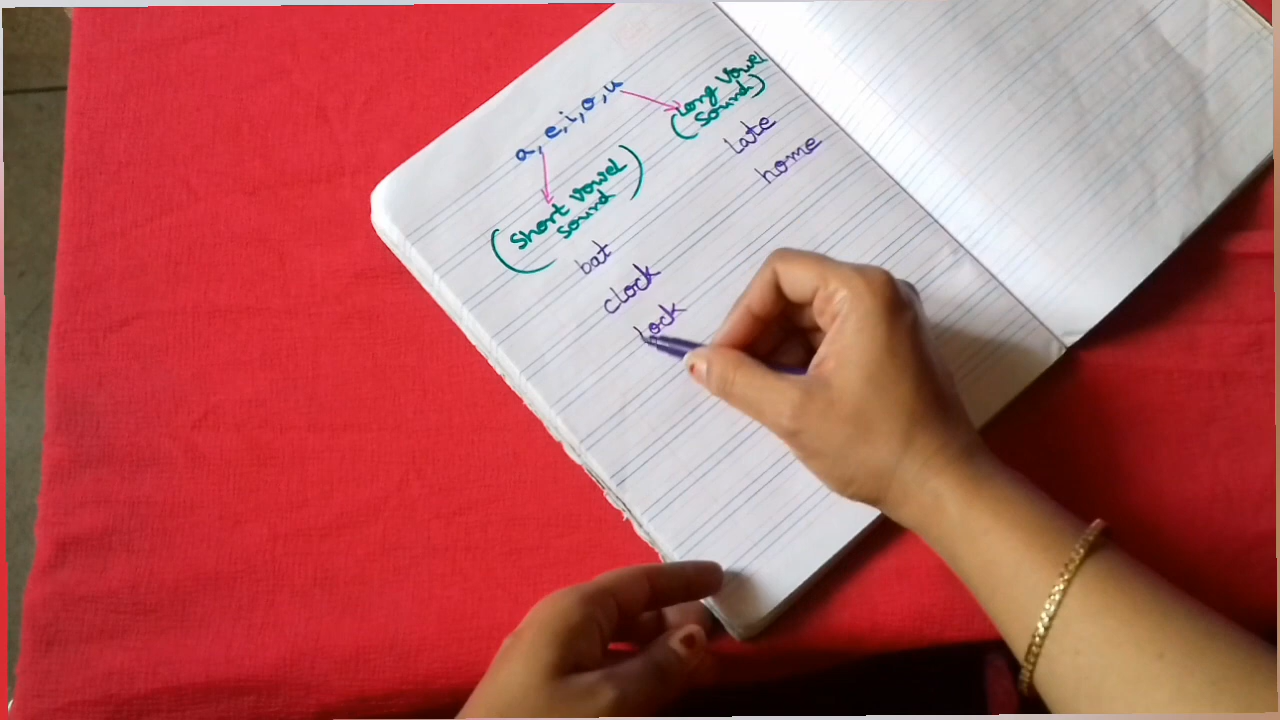 a, e, i, o, u
(Short vowel
sound)
bat
clock
lock
(Long vowel
sound)
late
home